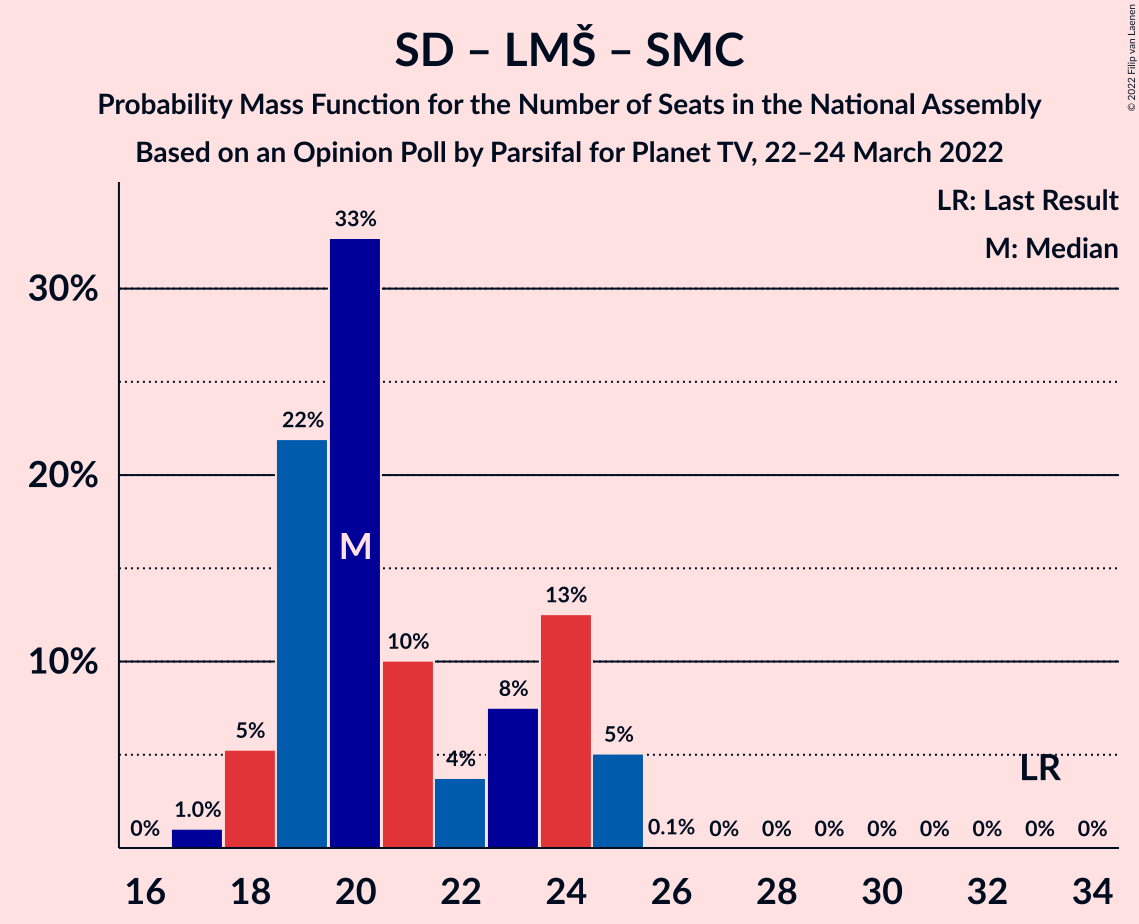 SD – LMŠ – SMC
Probability Mass Function for the Number of Seats in the National Assembly
Based on an Opinion Poll by Parsifal for Planet TV, 22–24 March 2022
© 2022 Filip van Laenen
LR: Last Result
M: Median
30%
20%
10%
0%
1.0%
5%
22%
33%
M
10%
4%
8%
13%
5%
0.1%
0%
0%
0%
0%
0%
0%
0%
0%
LR
16 18 20 22 24 26 28 30 32 34